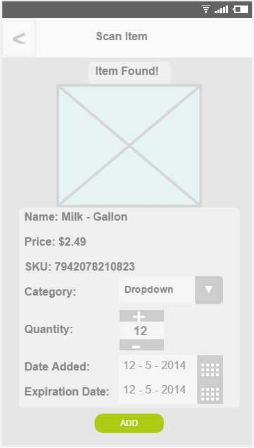 <
Scan Item
Item Found!
Name: Milk - Gallon
Price: $2.49
SKU: 7942078210823
Category: Dropdown ▼
+
Quantity: 12
-
Date Added: 12 - 5 - 2014
Expiration Date: 12 - 5 - 2014
ADD